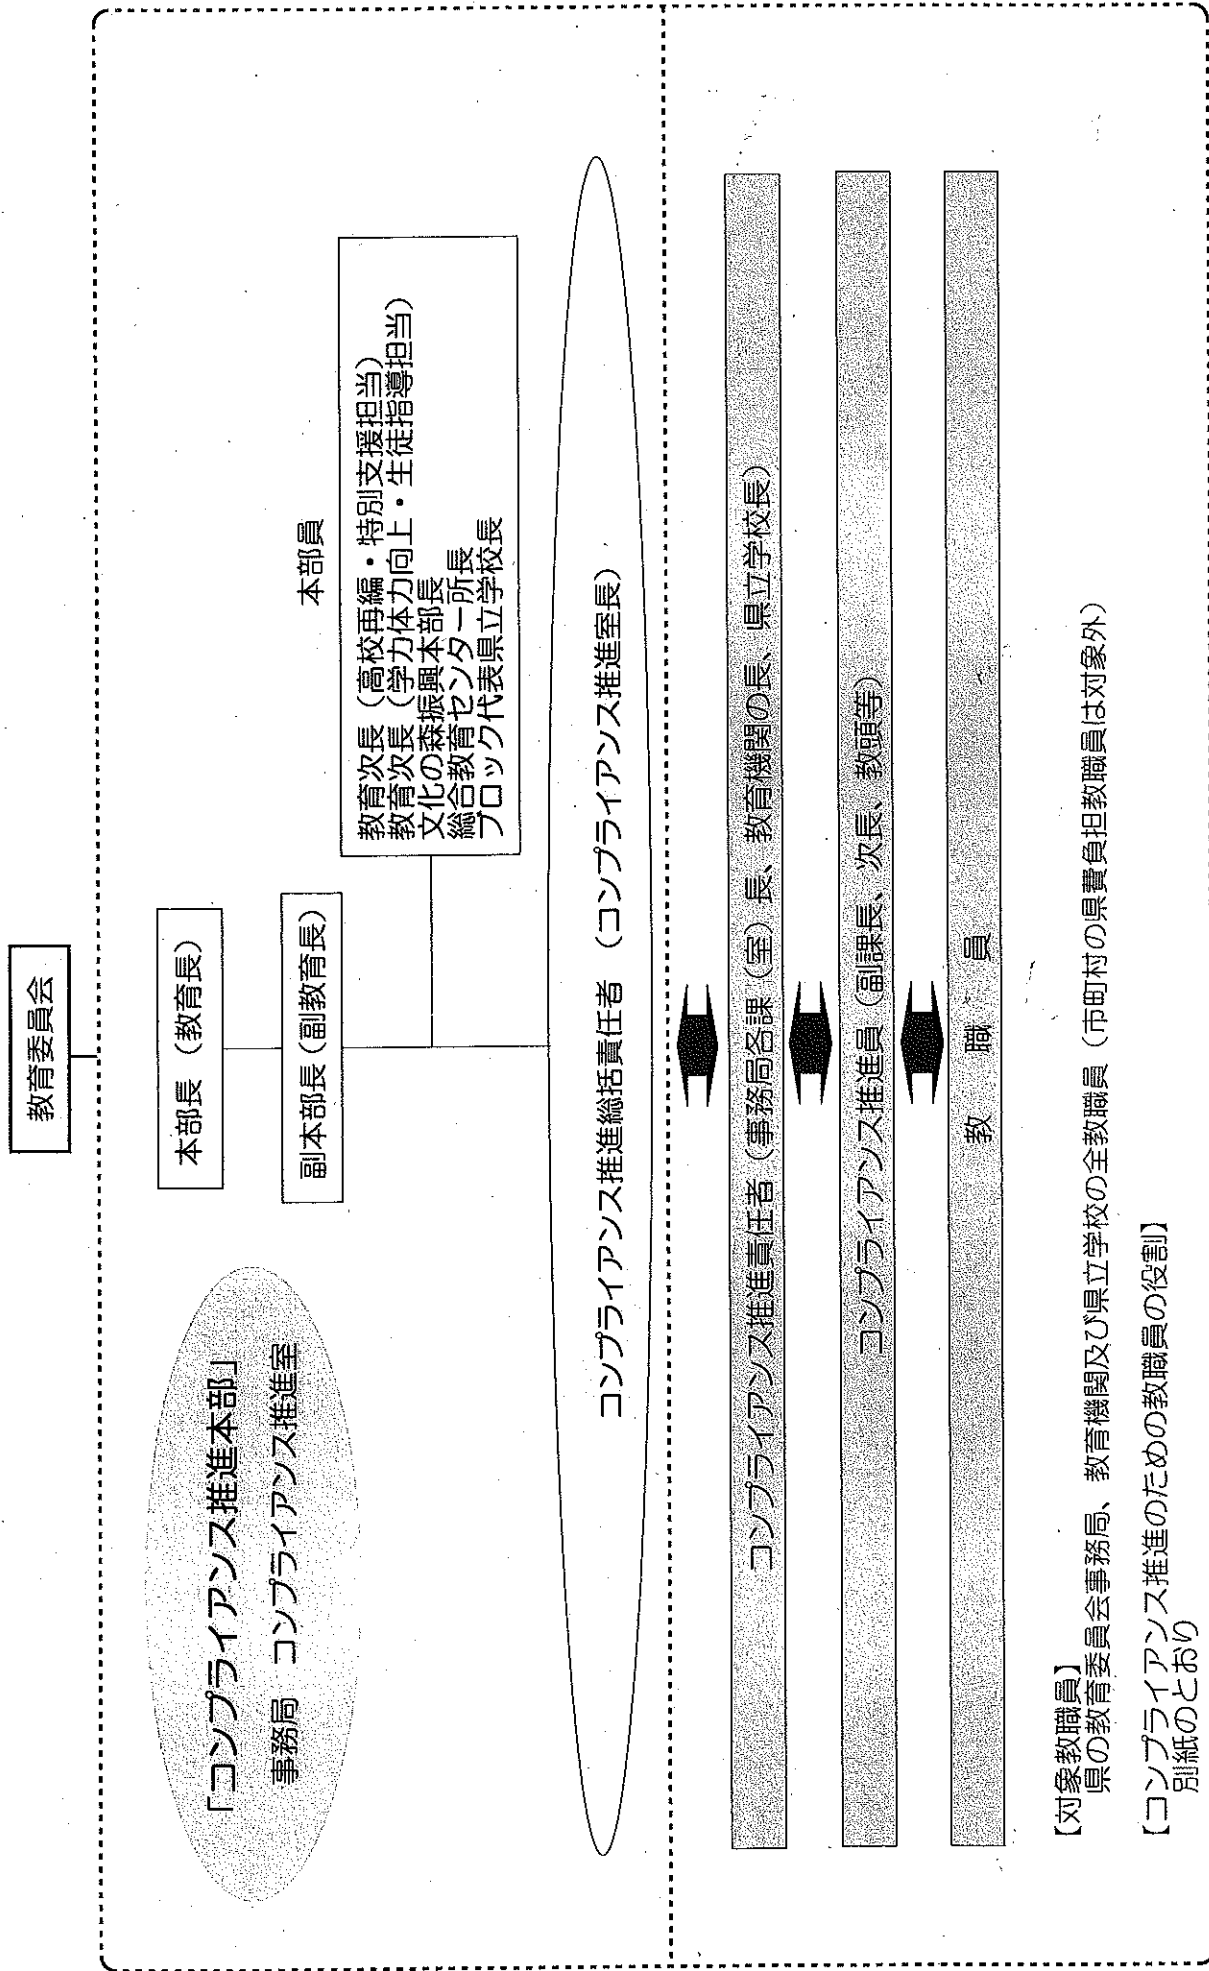 教育委員会
「コンプライアンス推進本部」
事務局　コンプライアンス推進室
本部長（教育長）
副本部長（副教育長）
本部員
教育次長（高校再編・特別支援担当）
教育次長（学力体力向上・生徒指導担当）
文化の森振興本部長
総合教育センター所長
ブロック代表県立学校長
コンプライアンス推進総括責任者（コンプライアンス推進室長）
コンプライアンス推進責任者（事務局各課（室）長、教育機関の長、県立学校長）
コンプライアンス推進員（副課長、次長、教頭等）
教　職　員
【対象教職員】
県の教育委員会事務局、教育機関及び県立学校の全教職員（市町村の県費負担教職員は対象外）
【コンプライアンス推進のための教職員の役割】
別紙のとおり